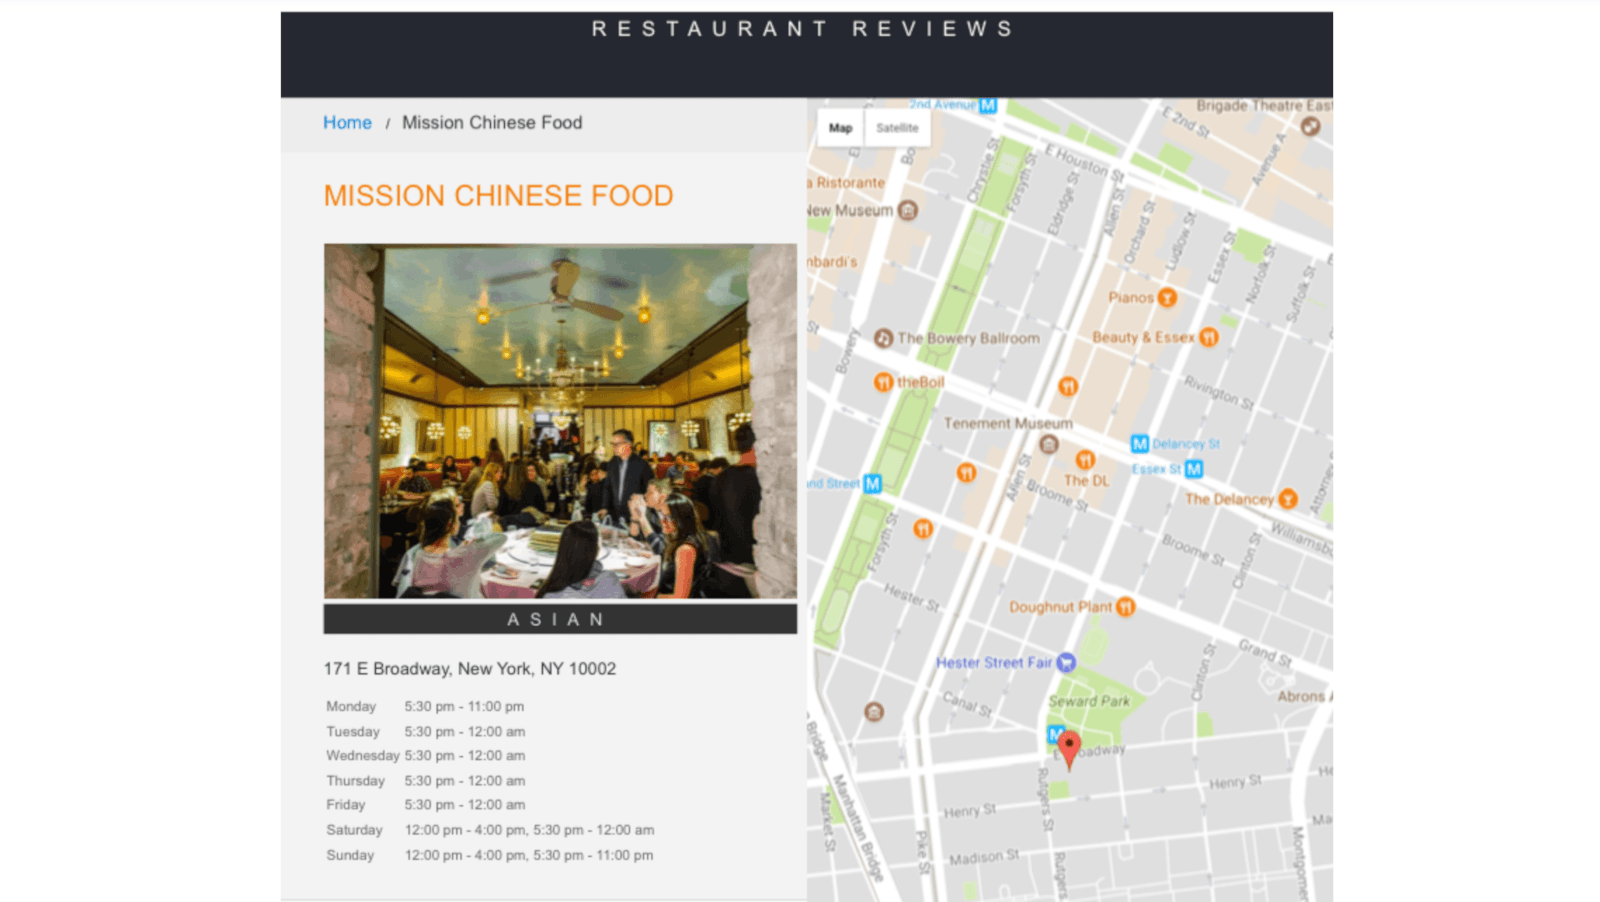 RESTAURANT REVIEWS
Home / Mission Chinese Food
MISSION CHINESE FOOD
ASIAN
171 E Broadway, New York, NY 10002
Monday 5:30 pm - 11:00 pm
Tuesday 5:30 pm - 12:00 am
Wednesday 5:30 pm - 12:00 am
Thursday 5:30 pm - 12:00 am
Friday 5:30 pm - 12:00 am
Saturday 12:00 pm - 4:00 pm, 5:30 pm - 12:00 am
Sunday 12:00 pm - 4:00 pm, 5:30 pm - 11:00 pm
Map Satellite
2nd Avenue M
Brigade Theatre East
E 2nd St
Avenue A
E Houston St
Chrystie St
Forsyth St
Eldridge St
Allen St
Orchard St
Ludlow St
Essex St
Norfolk St
Suffolk St
a Ristorante
New Museum
mbardi's
St
Bowery
Pianos
Beauty & Essex
The Bowery Ballroom
theBoil
Rivington St
Tenement Museum
M Delancey St
Essex St M
The DL
The Delancey
nd Street M
Allen St
Broome St
Attorney
Williamsb
Forsyth St
Broome St
Clinton St
Hester St
Doughnut Plant
Grand St
Hester Street Fair
Clinton St
Canal St
Seward Park
Abrons A
M
Bridge
Rutgers St
Henry St
Henry St
Manhattan Bridge
Market St
Pike St
Madison St
Rutgers
Montgomer
Ma